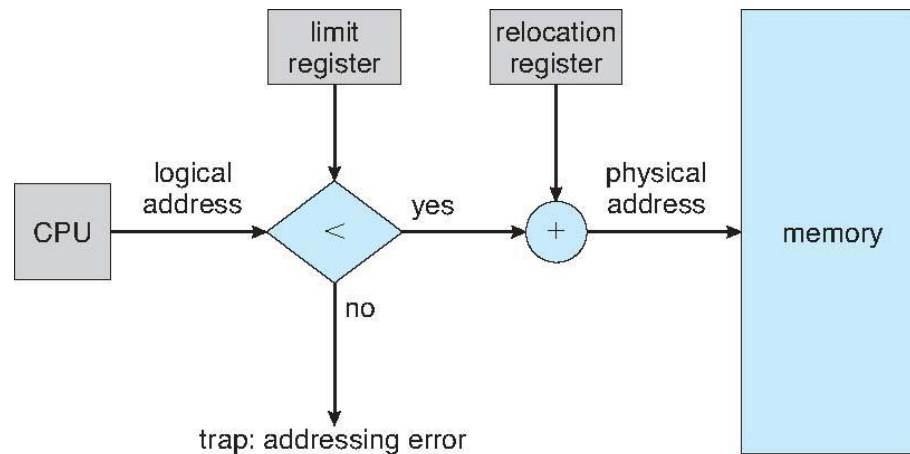 limit
register
relocation
register
logical
address
physical
address
CPU
<
yes
+
memory
no
trap: addressing error